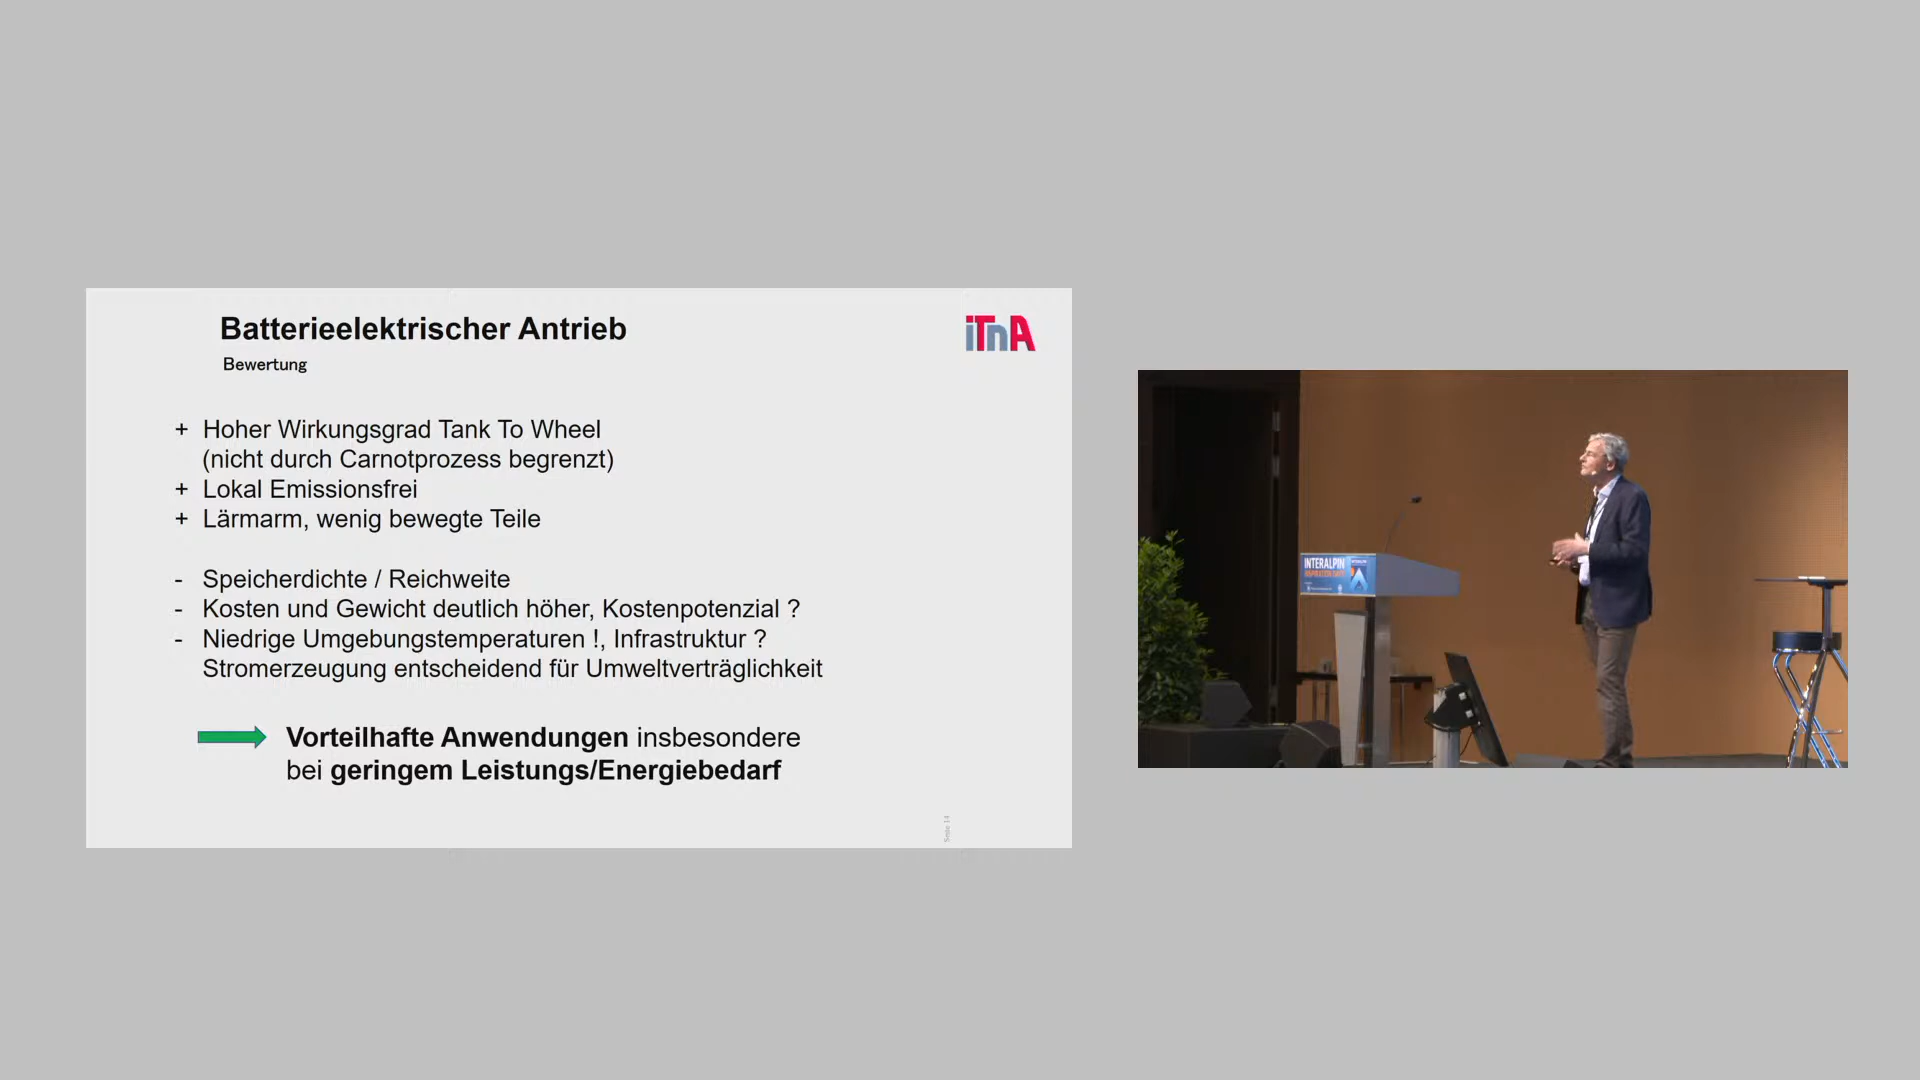 Batterieelektrischer Antrieb
iTnA
Bewertung
+ Hoher Wirkungsgrad Tank To Wheel
(nicht durch Carnotprozess begrenzt)
+ Lokal Emissionsfrei
+ Lärmarm, wenig bewegte Teile
- Speicherdichte / Reichweite
- Kosten und Gewicht deutlich höher, Kostenpotenzial ?
- Niedrige Umgebungstemperaturen !, Infrastruktur ?
Stromerzeugung entscheidend für Umweltverträglichkeit
Vorteilhafte Anwendungen insbesondere
bei geringem Leistungs/Energiebedarf
Seite 14
INTERALPIN